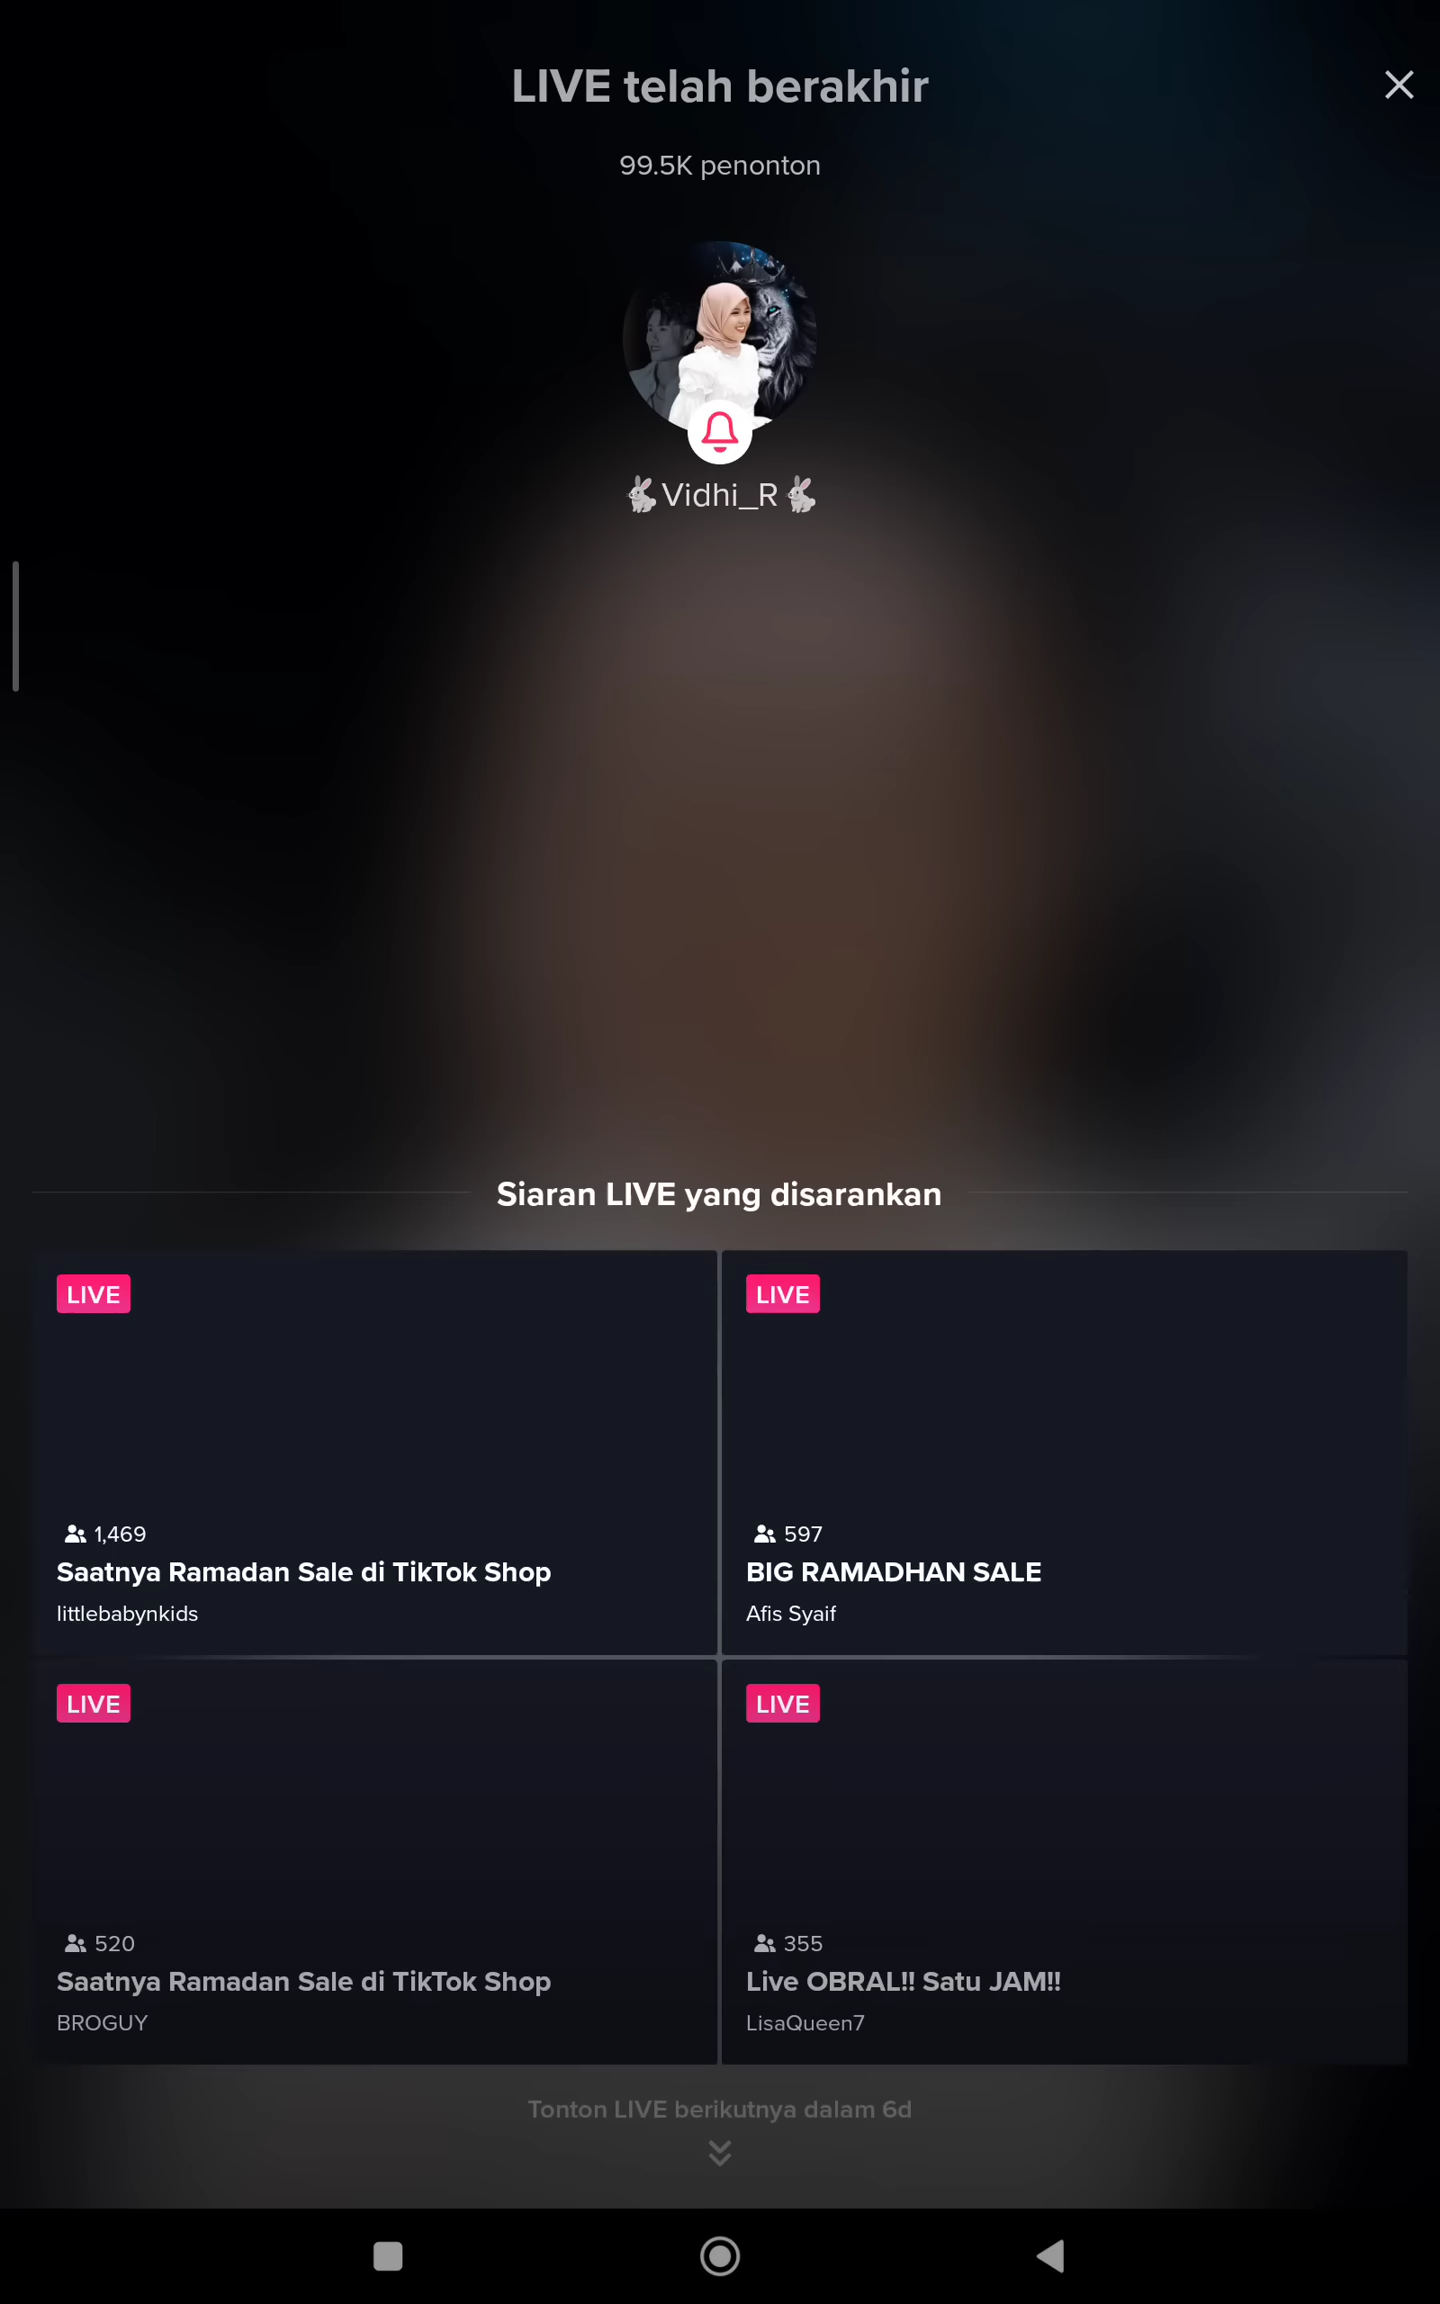 LIVE telah berakhir
99.5K penonton
🐇Vidhi_R🐇
Siaran LIVE yang disarankan
LIVE
1,469
Saatnya Ramadan Sale di TikTok Shop
littlebabynkids
LIVE
597
BIG RAMADHAN SALE
Afis Syaif
LIVE
520
Saatnya Ramadan Sale di TikTok Shop
BROGUY
LIVE
355
Live OBRAL!! Satu JAM!!
LisaQueen7
Tonton LIVE berikutnya dalam 6d